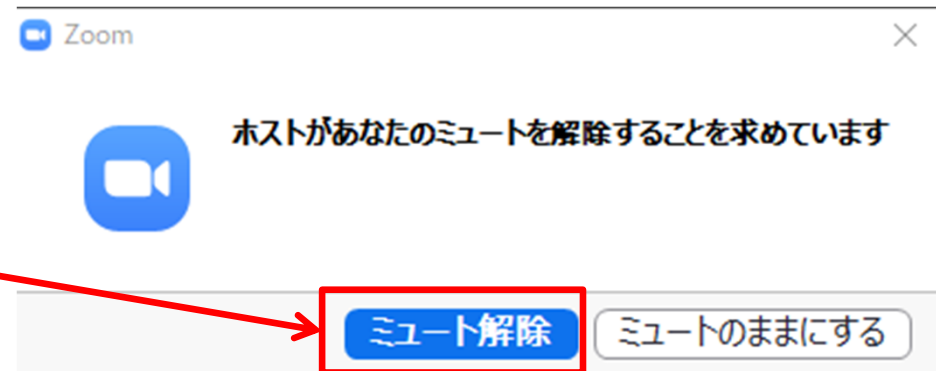 Zoom
ホストがあなたのミュートを解除することを求めています
ミュート解除
ミュートのままにする